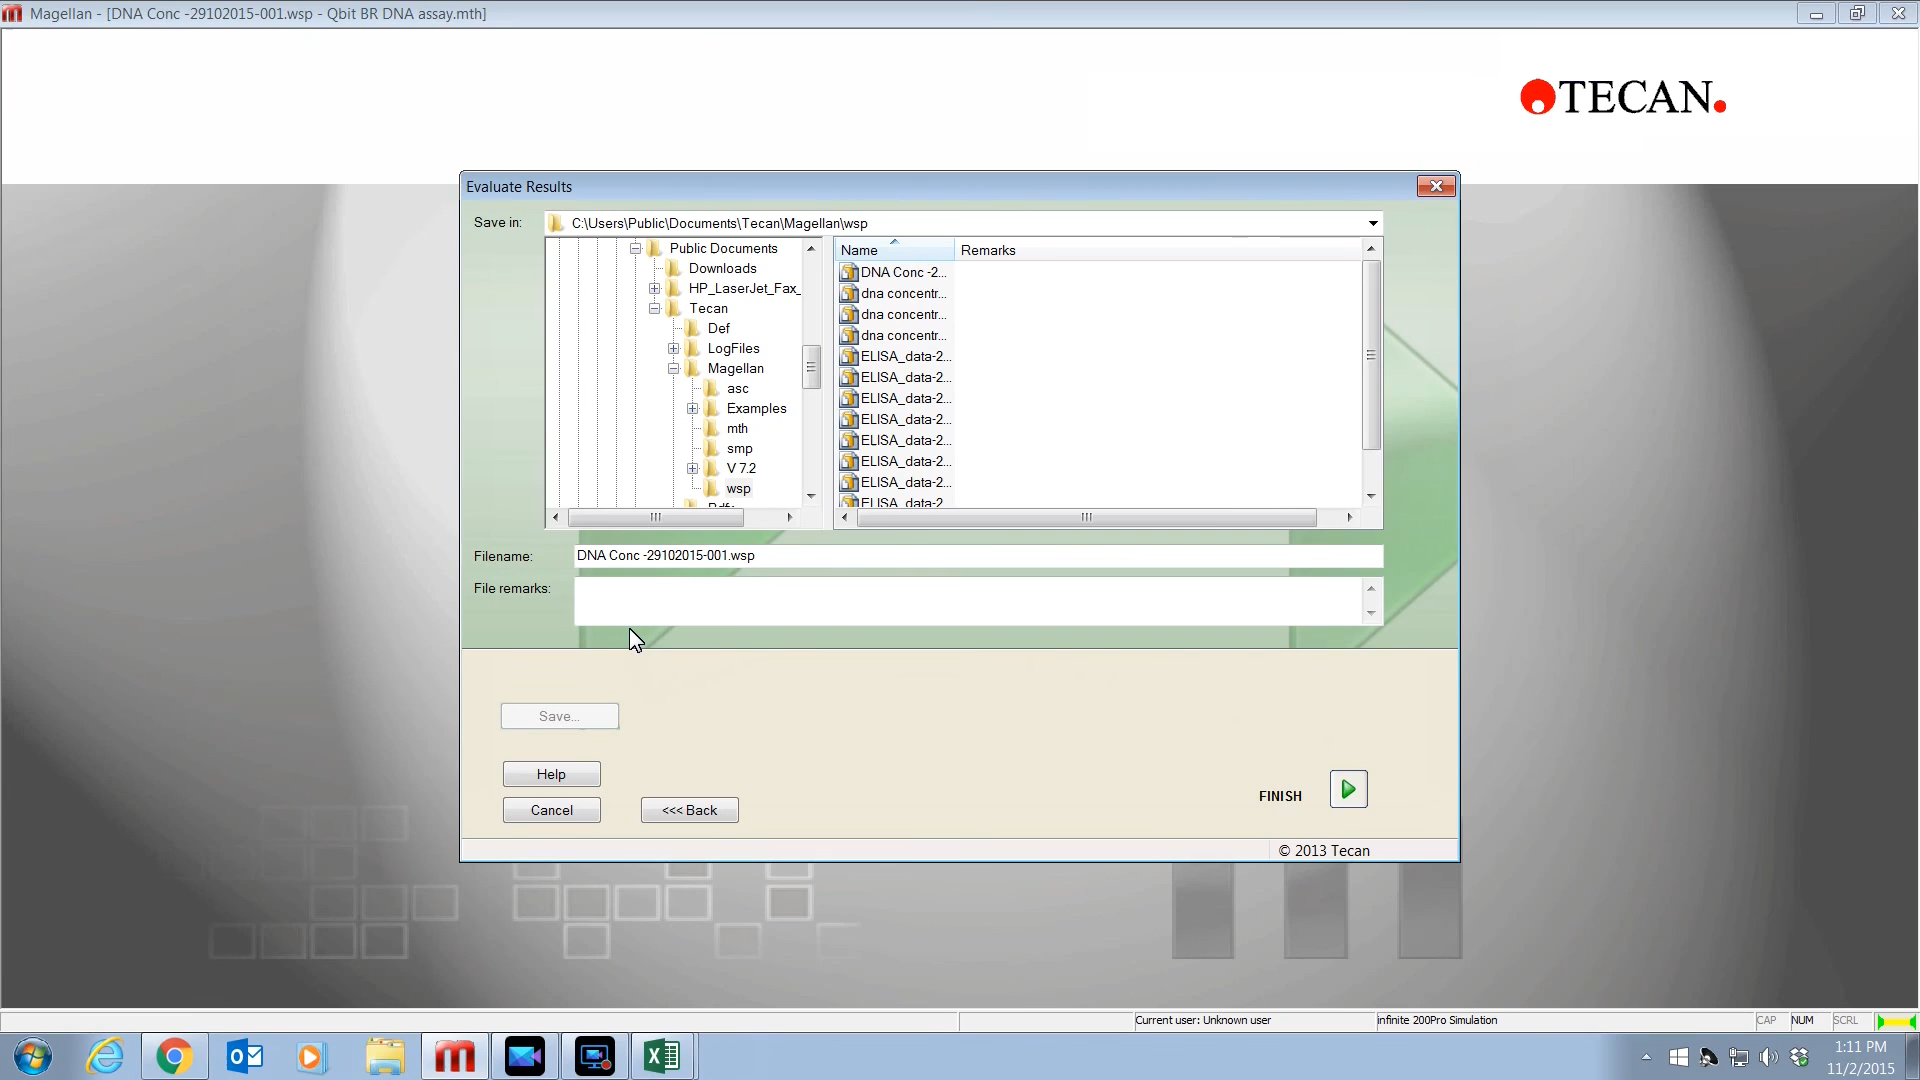 Magellan - [DNA Conc -29102015-001.wsp - Qbit BR DNA assay.mth]
TECAN.
Evaluate Results
Save in:
C:\Users\Public\Documents\Tecan\Magellan\wsp
Public Documents
Downloads
HP_LaserJet_Fax_
Tecan
Def
LogFiles
Magellan
asc
Examples
mth
smp
V 7.2
wsp
Name
Remarks
DNA Conc -2...
dna concentr...
dna concentr...
dna concentr...
ELISA_data-2...
ELISA_data-2...
ELISA_data-2...
ELISA_data-2...
ELISA_data-2...
ELISA_data-2...
ELISA_data-2...
ELISA_data-2
Filename:
DNA Conc -29102015-001.wsp
File remarks:
Save...
Help
Cancel
<<< Back
FINISH
© 2013 Tecan
Current user: Unknown user
infinite 200Pro Simulation
CAP
NUM
SCRL
1:11 PM
11/2/2015